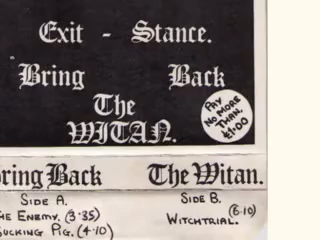 Exit - Stance.
Bring Back
The
WITAN.
PAY
NO MORE
THAN.
£1·00
ring Back The Witan.
SIDE A.
HE ENEMY. (3·35)
UCKING PIG. (4·10)
SIDE B.
WITCHTRIAL. (6·10)